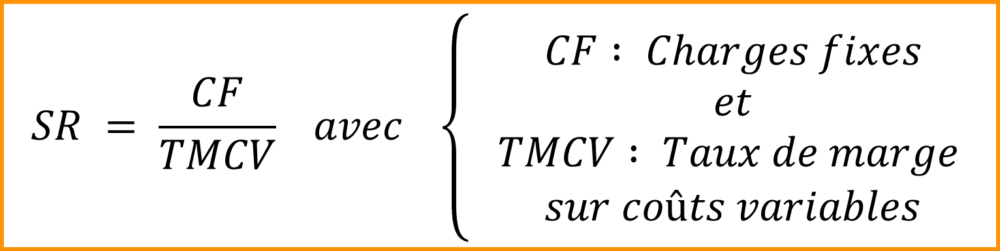 SR = CF / TMCV avec
CF : Charges fixes
et
TMCV : Taux de marge
sur coûts variables